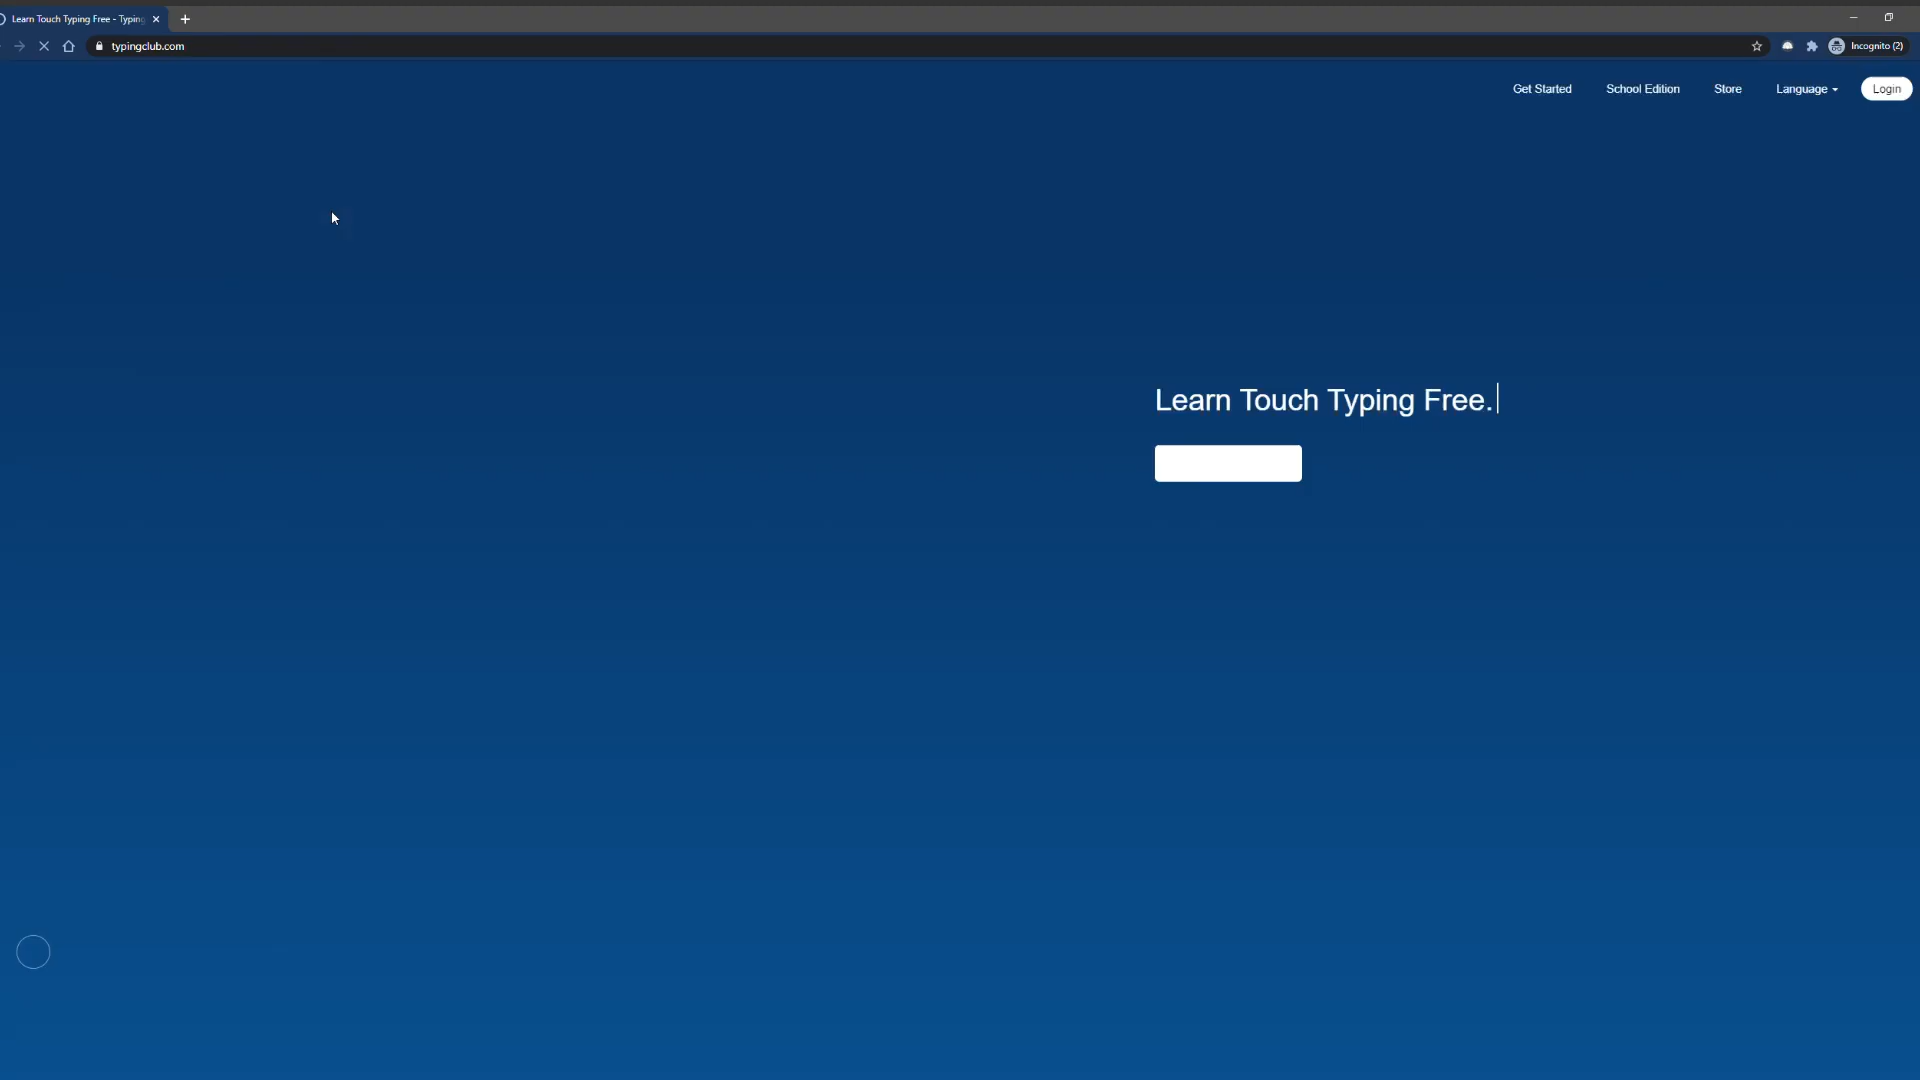 Learn Touch Typing Free - Typing
typingclub.com
Incognito (2)
Get Started
School Edition
Store
Language
Login
Learn Touch Typing Free.